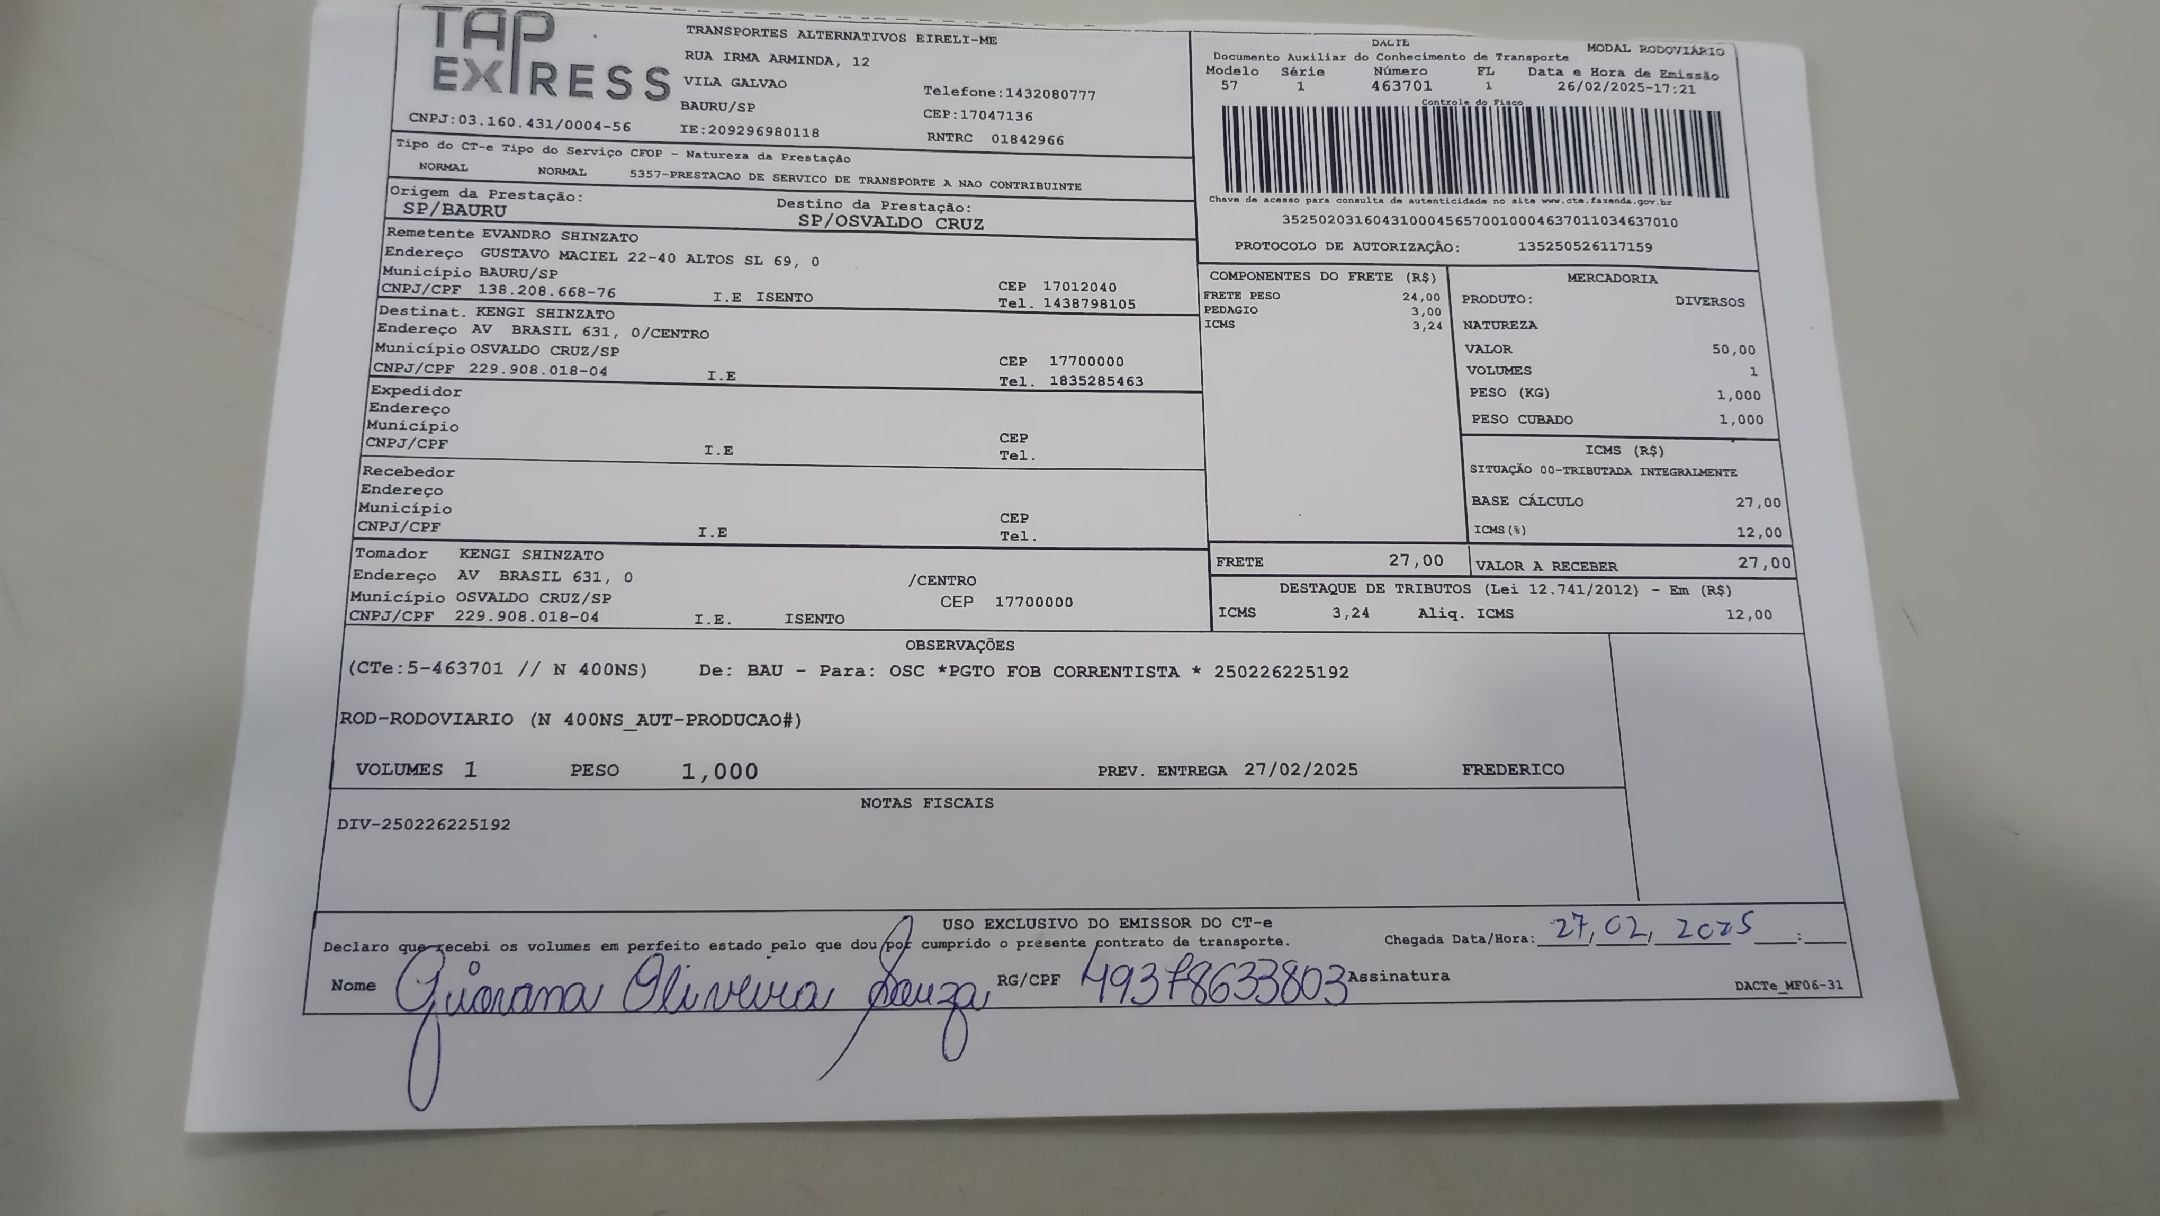 TAP
EXPRESS
TRANSPORTES ALTERNATIVOS EIRELI-ME
RUA IRMA ARMINDA, 12
VILA GALVAO
BAURU/SP
Telefone:1432080777
CEP:17047136
CNPJ:03.160.431/0004-56 IE:209296980118 RNTRC 01842966
DACTE MODAL RODOVIÁRIO
Documento Auxiliar do Conhecimento de Transporte
Modelo Série Número FL Data e Hora de Emissão
57 1 463701 1 26/02/2025-17:21
Controle do Fisco
Chave de acesso para consulta de autenticidade no site www.cte.fazenda.gov.br
35250203160431000456570010004637011034637010
PROTOCOLO DE AUTORIZAÇÃO: 135250526117159
Tipo do CT-e Tipo do Serviço CFOP - Natureza da Prestação
NORMAL NORMAL 5357-PRESTACAO DE SERVICO DE TRANSPORTE A NAO CONTRIBUINTE
Origem da Prestação: Destino da Prestação:
SP/BAURU SP/OSVALDO CRUZ
Remetente EVANDRO SHINZATO
Endereço GUSTAVO MACIEL 22-40 ALTOS SL 69, 0
Município BAURU/SP CEP 17012040
CNPJ/CPF 138.208.668-76 I.E ISENTO Tel. 1438798105
Destinat. KENGI SHINZATO
Endereço AV BRASIL 631, 0/CENTRO
Município OSVALDO CRUZ/SP CEP 17700000
CNPJ/CPF 229.908.018-04 I.E Tel. 1835285463
Expedidor
Endereço
Município CEP
CNPJ/CPF I.E Tel.
Recebedor
Endereço
Município CEP
CNPJ/CPF I.E Tel.
Tomador KENGI SHINZATO
Endereço AV BRASIL 631, 0 /CENTRO
Município OSVALDO CRUZ/SP CEP 17700000
CNPJ/CPF 229.908.018-04 I.E. ISENTO
COMPONENTES DO FRETE (R$)
FRETE PESO 24,00
PEDAGIO 3,00
ICMS 3,24
MERCADORIA
PRODUTO: DIVERSOS
NATUREZA
VALOR 50,00
VOLUMES 1
PESO (KG) 1,000
PESO CUBADO 1,000
ICMS (R$)
SITUAÇÃO 00-TRIBUTADA INTEGRALMENTE
BASE CÁLCULO 27,00
ICMS(%) 12,00
FRETE 27,00 VALOR A RECEBER 27,00
DESTAQUE DE TRIBUTOS (Lei 12.741/2012) - Em (R$)
ICMS 3,24 Aliq. ICMS 12,00
OBSERVAÇÕES
(CTe:5-463701 // N 400NS) De: BAU - Para: OSC *PGTO FOB CORRENTISTA * 250226225192
ROD-RODOVIARIO (N 400NS_AUT-PRODUCAO#)
VOLUMES 1 PESO 1,000 PREV. ENTREGA 27/02/2025 FREDERICO
NOTAS FISCAIS
DIV-250226225192
USO EXCLUSIVO DO EMISSOR DO CT-e
Declaro que recebi os volumes em perfeito estado pelo que dou por cumprido o presente contrato de transporte. Chegada Data/Hora: 27, 02, 2025 :
Nome Oliveira Souza RG/CPF 49378633803 Assinatura
DACTe_MF06-31